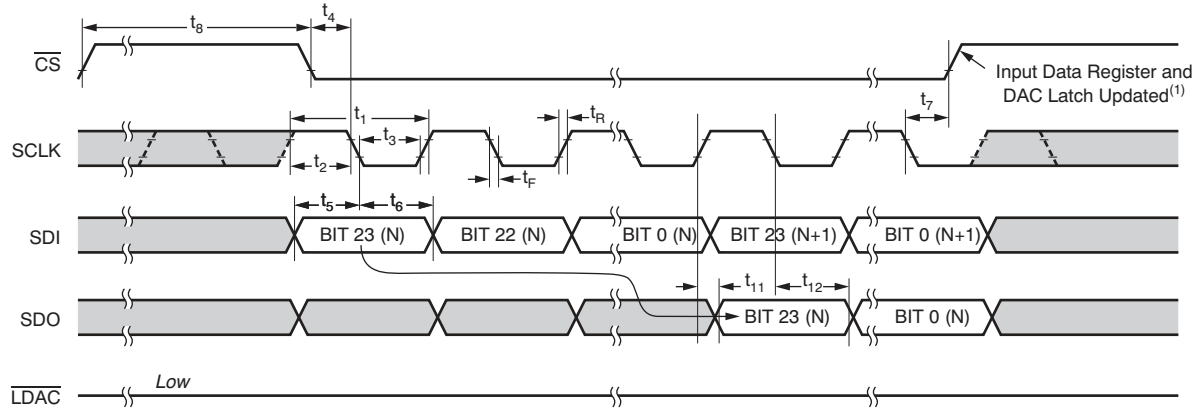 t8
t4
CS
Input Data Register and
DAC Latch Updated(1)
t1
t3
tR
t7
SCLK
t2
tF
t5
t6
SDI
BIT 23 (N)
BIT 22 (N)
BIT 0 (N)
BIT 23 (N+1)
BIT 0 (N+1)
t11
t12
SDO
BIT 23 (N)
BIT 0 (N)
Low
LDAC